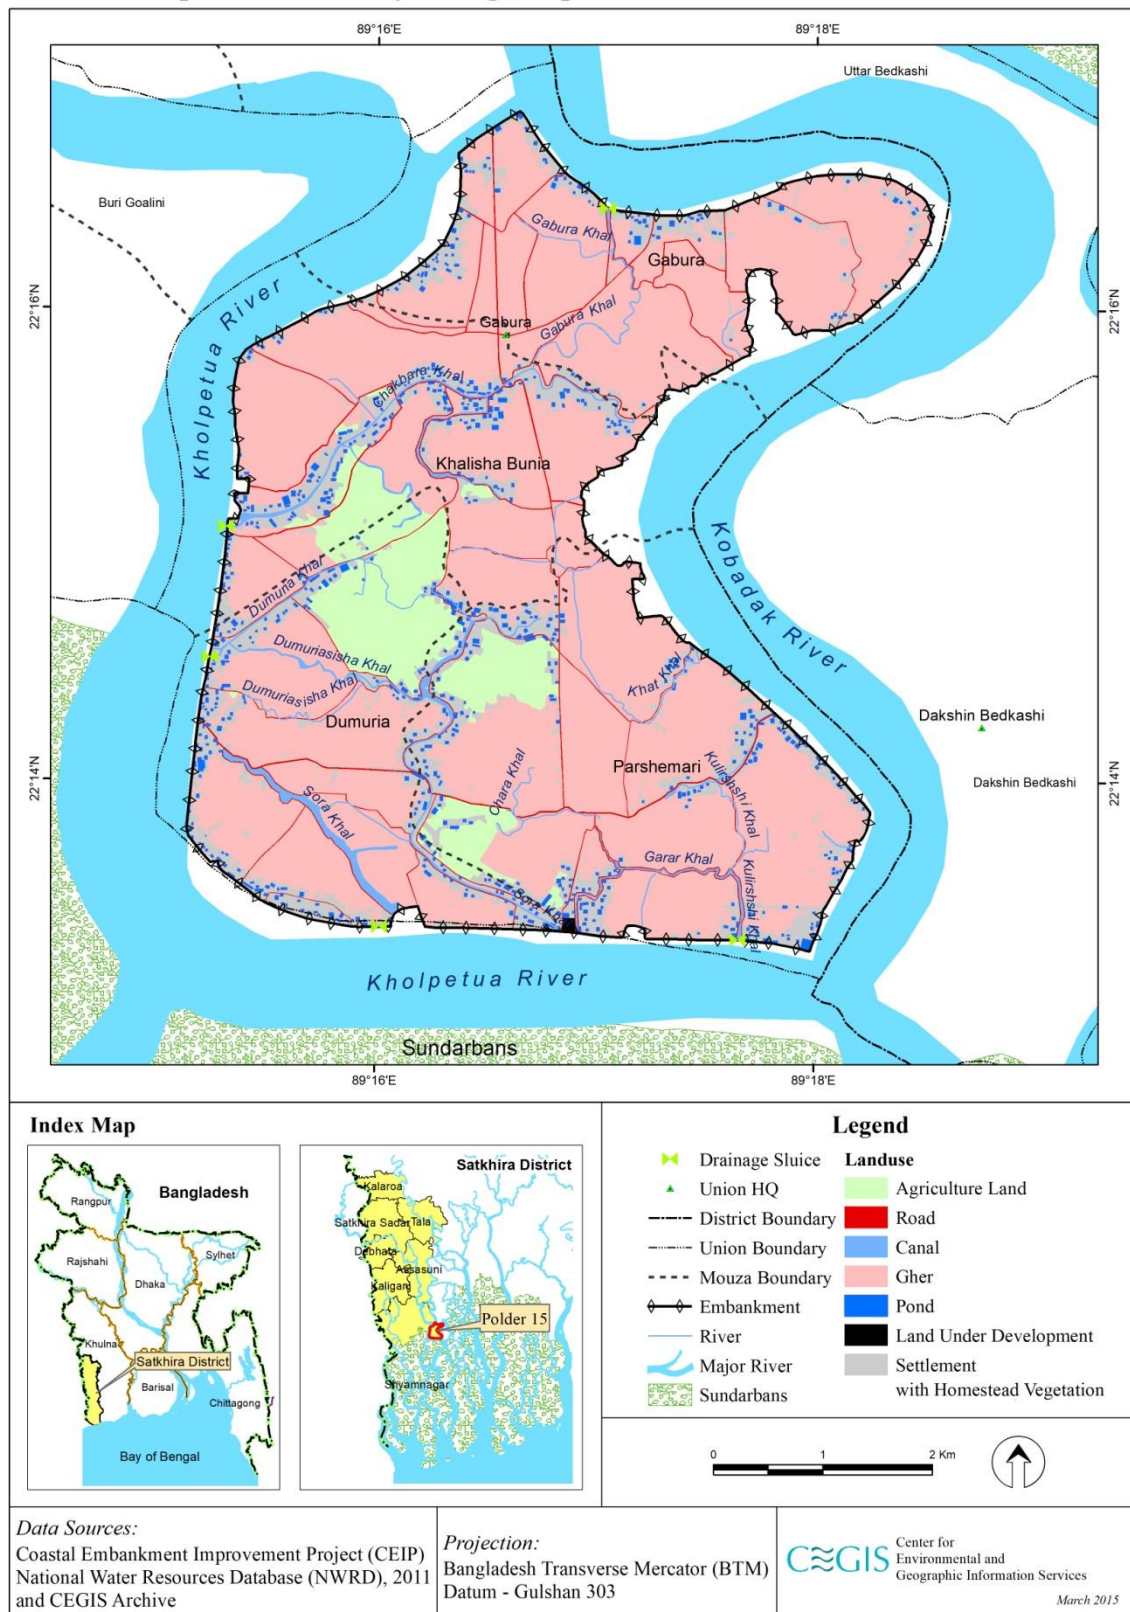 89°16'E
89°18'E
Uttar Bedkashi
Buri Goalini
Gabura Khal
Gabura
22°16'N
22°16'N
Kholpetua River
Gabura
Gabura Khal
Chakbara Khal
Khalisha Bunia
Kobadak River
Dumuria Khal
Dumuriasisha Khal
Khat Khal
Dumuriasisha Khal
Dumuria
Dakshin Bedkashi
Parshemari
Kulirshshi Khal
22°14'N
22°14'N
Dakshin Bedkashi
Chara Khal
Sora Khal
Garar Khal
Kulirshshi Khal
Sora Khal
Kholpetua River
Sundarbans
89°16'E
89°18'E
Index Map
Bangladesh
Rangpur
Rajshahi
Sylhet
Dhaka
Khulna
Satkhira District
Barisal
Chittagong
Bay of Bengal
Satkhira District
Kalaroa
Satkhira Sadar
Tala
Debhata
Assasuni
Kaliganj
Polder 15
Shyamnagar
Legend
Drainage Sluice
Union HQ
District Boundary
Union Boundary
Mouza Boundary
Embankment
River
Major River
Sundarbans
Landuse
Agriculture Land
Road
Canal
Gher
Pond
Land Under Development
Settlement
with Homestead Vegetation
0 1 2 Km
Data Sources:
Coastal Embankment Improvement Project (CEIP)
National Water Resources Database (NWRD), 2011
and CEGIS Archive
Projection:
Bangladesh Transverse Mercator (BTM)
Datum - Gulshan 303
CEGIS
Center for
Environmental and
Geographic Information Services
March 2015